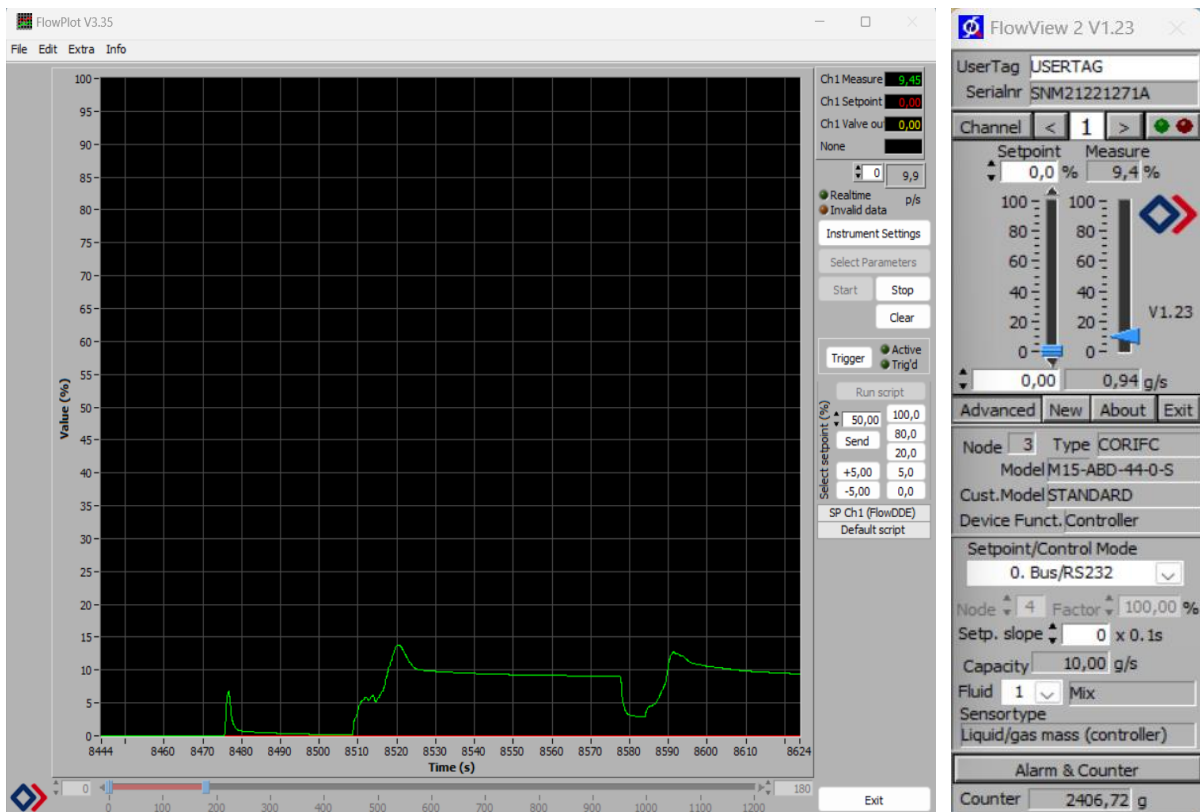 FlowPlot V3.35
File Edit Extra Info
100
95
90
85
80
75
70
65
60
55
50
45
40
35
30
25
20
15
10
5
0
Value (%)
8444 8460 8470 8480 8490 8500 8510 8520 8530 8540 8550 8560 8570 8580 8590 8600 8610 8624
Time (s)
0 180
0 100 200 300 400 500 600 700 800 900 1000 1100 1200
Ch1 Measure 9,45
Ch1 Setpoint 0,00
Ch1 Valve ou 0,00
None
0 9,9
Realtime p/s
Invalid data
Instrument Settings
Select Parameters
Start Stop
Clear
Trigger Active
Trig'd
Run script
Select setpoint (%)
50,00 100,0
Send 80,0
20,0
+5,00 5,0
-5,00 0,0
SP Ch1 (FlowDDE)
Default script
Exit
FlowView 2 V1.23
UserTag USERTAG
Serialnr SNM21221271A
Channel < 1 >
Setpoint Measure
0,0 % 9,4 %
100 100
80 80
60 60
40 40
20 20
0 0
V1.23
0,00 0,94 g/s
Advanced New About Exit
Node 3 Type CORIFC
Model M15-ABD-44-0-S
Cust.Model STANDARD
Device Funct. Controller
Setpoint/Control Mode
0. Bus/RS232
Node 4 Factor 100,00 %
Setp. slope 0 x 0.1s
Capacity 10,00 g/s
Fluid 1 Mix
Sensortype
Liquid/gas mass (controller)
Alarm & Counter
Counter 2406,72 g